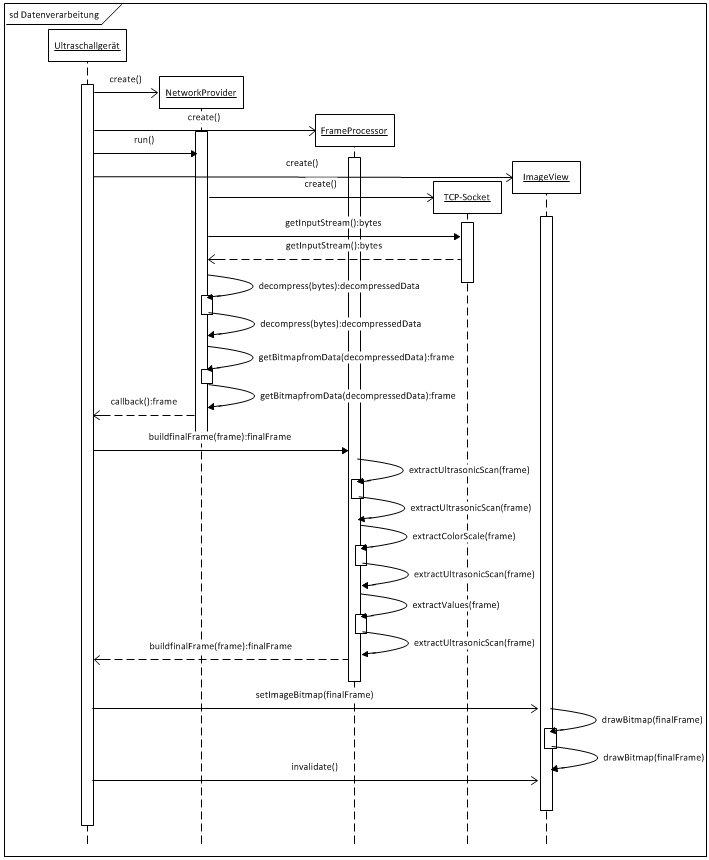 sd Datenverarbeitung
Ultraschallgerät
create()
NetworkProvider
create()
FrameProcessor
run()
create()
ImageView
create()
TCP-Socket
getInputStream():bytes
getInputStream():bytes
decompress(bytes):decompressedData
decompress(bytes):decompressedData
getBitmapfromData(decompressedData):frame
getBitmapfromData(decompressedData):frame
callback():frame
buildfinalFrame(frame):finalFrame
extractUltrasonicScan(frame)
extractUltrasonicScan(frame)
extractColorScale(frame)
extractUltrasonicScan(frame)
extractValues(frame)
extractUltrasonicScan(frame)
buildfinalFrame(frame):finalFrame
setImageBitmap(finalFrame)
drawBitmap(finalFrame)
drawBitmap(finalFrame)
invalidate()